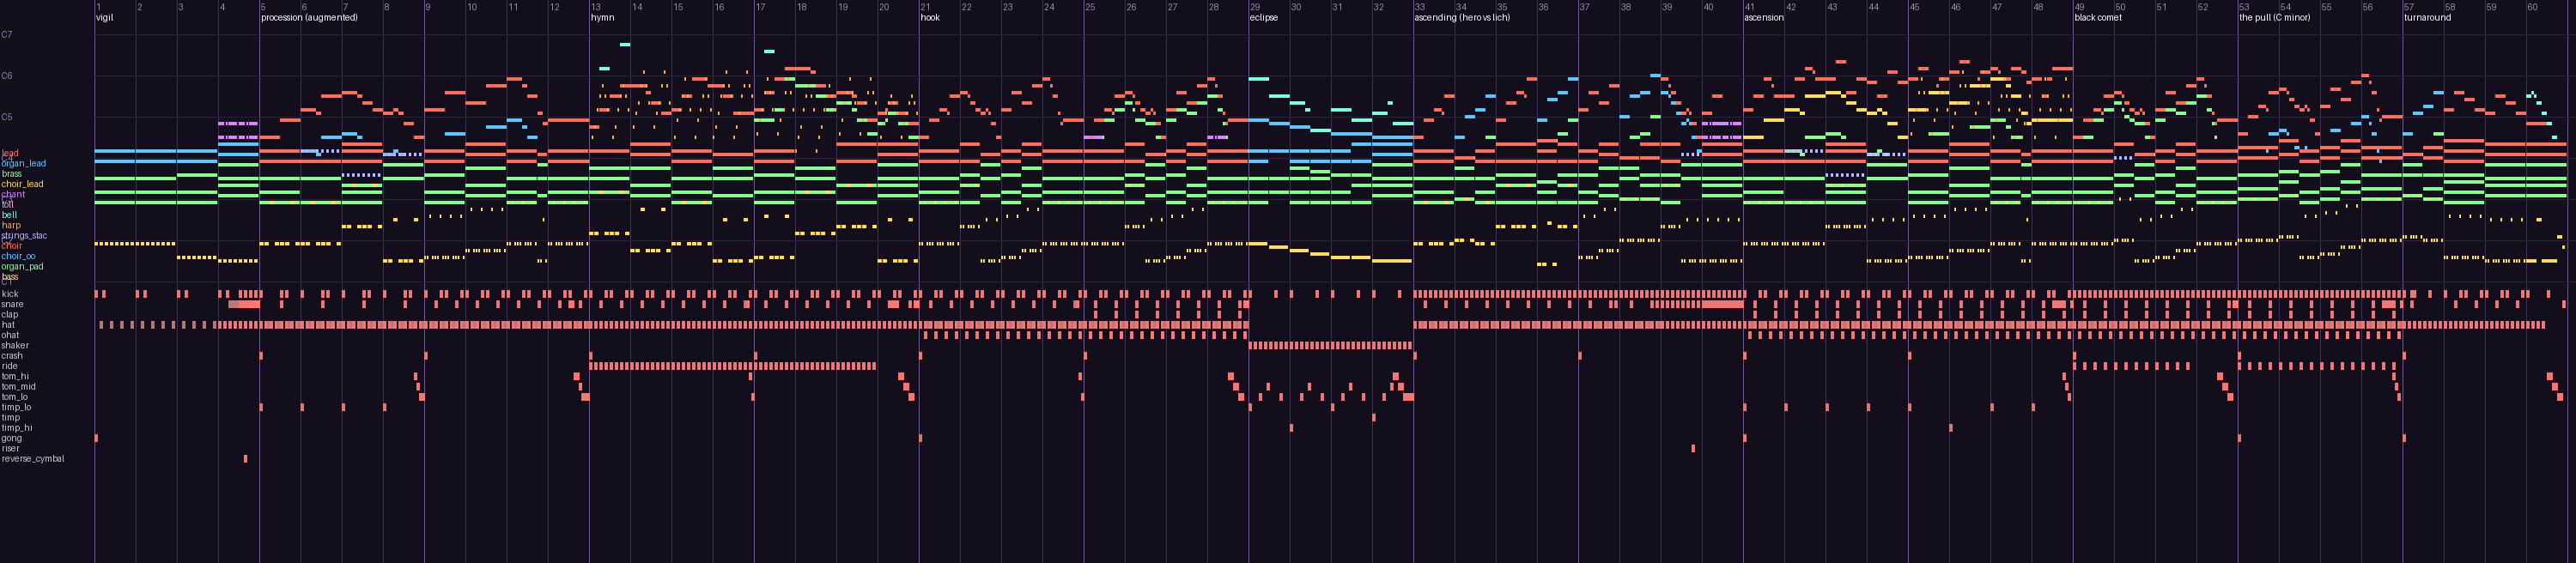 1 2 3 4 5 6 7 8 9 10 11 12 13 14 15 16 17 18 19 20 21 22 23 24 25 26 27 28 29 30 31 32 33 34 35 36 37 38 39 40 41 42 43 44 45 46 47 48 49 50 51 52 53 54 55 56 57 58 59 60
vigil procession (augmented) hymn hook eclipse ascending (hero vs lich) ascension black comet the pull (C minor) turnaround
C7
C6
C5
lead
organ_lead
brass
choir_lead
chant
toll
bell
harp
strings_stac
choir
choir_oo
organ_pad
bass
C1
kick
snare
clap
hat
ohat
shaker
crash
ride
tom_hi
tom_mid
tom_lo
timp_lo
timp
timp_hi
gong
riser
reverse_cymbal